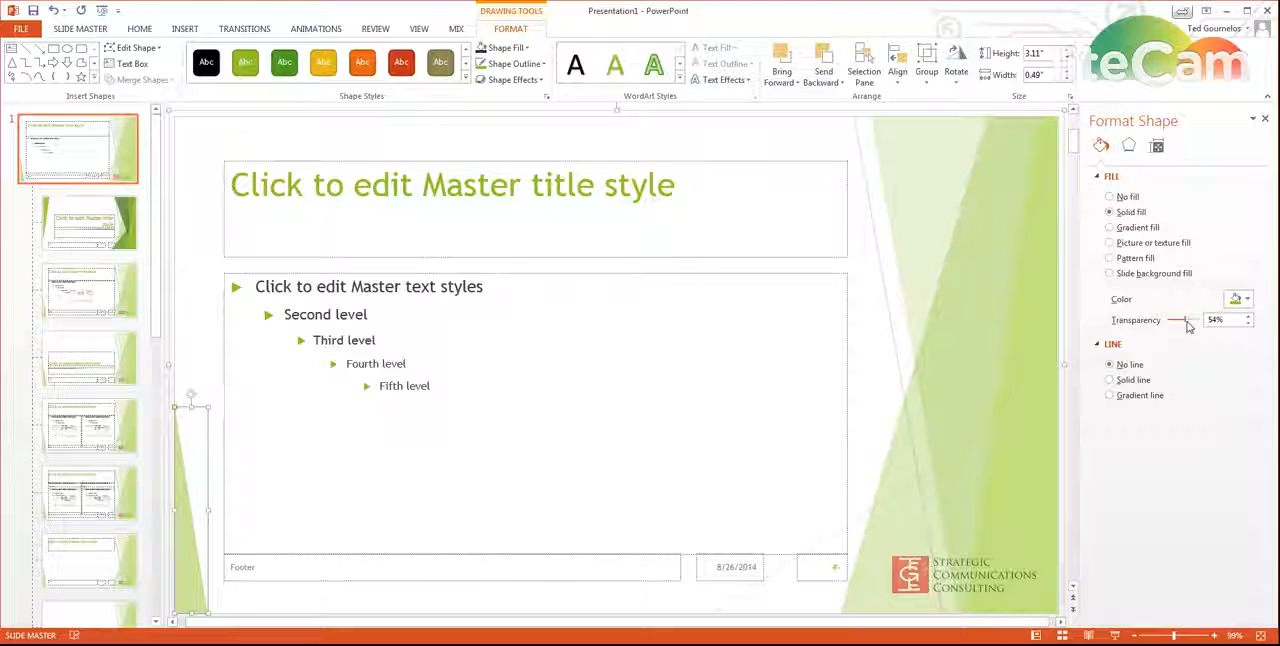 Presentation1 - PowerPoint
DRAWING TOOLS
FILE SLIDE MASTER HOME INSERT TRANSITIONS ANIMATIONS REVIEW VIEW MIX FORMAT
Ted Gournelos
teCam
Edit Shape
Text Box
Merge Shapes
Insert Shapes
Abc Abc Abc Abc Abc Abc Abc
Shape Fill
Shape Outline
Shape Effects
Shape Styles
A A A
Text Fill
Text Outline
Text Effects
WordArt Styles
Bring Forward
Send Backward
Selection Pane
Align
Group
Rotate
Arrange
Height: 3.11"
Width: 0.49"
Size
1
Click to edit Master title style
Click to edit Master text styles
Second level
Third level
Fourth level
Fifth level
Footer
8/26/2014
#
STRATEGIC
COMMUNICATIONS
CONSULTING
Format Shape
FILL
No fill
Solid fill
Gradient fill
Picture or texture fill
Pattern fill
Slide background fill
Color
Transparency 54%
LINE
No line
Solid line
Gradient line
SLIDE MASTER
99%